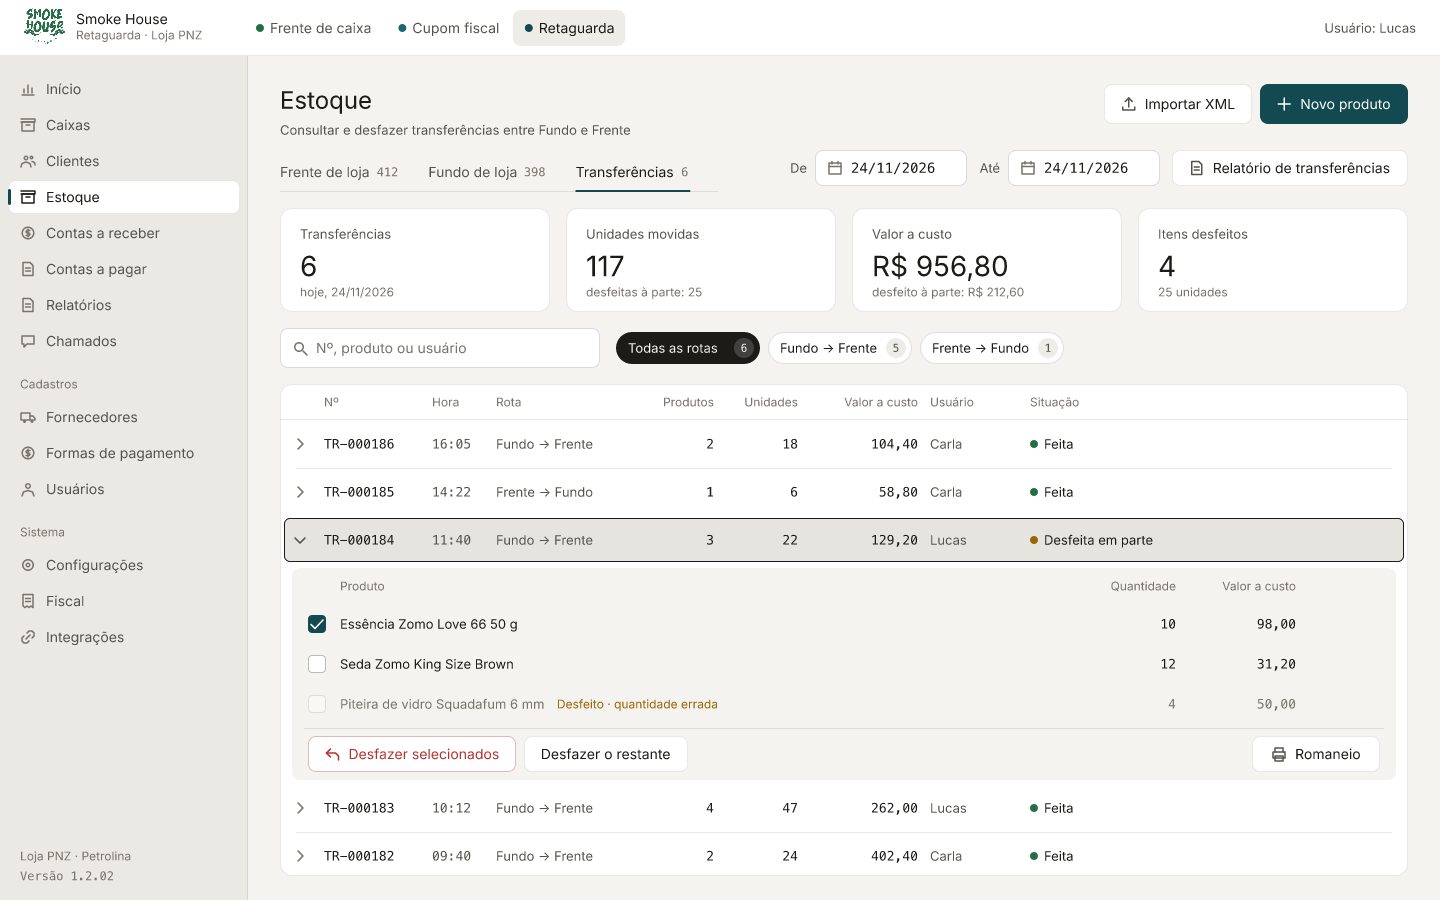 SMOKE HOUSE
Smoke House
Retaguarda · Loja PNZ
Frente de caixa
Cupom fiscal
Retaguarda
Usuário: Lucas
Início
Caixas
Clientes
Estoque
Contas a receber
Contas a pagar
Relatórios
Chamados
Cadastros
Fornecedores
Formas de pagamento
Usuários
Sistema
Configurações
Fiscal
Integrações
Loja PNZ · Petrolina
Versão 1.2.02
Estoque
Consultar e desfazer transferências entre Fundo e Frente
Importar XML
Novo produto
Frente de loja 412
Fundo de loja 398
Transferências 6
De 24/11/2026
Até 24/11/2026
Relatório de transferências
Transferências
6
hoje, 24/11/2026
Unidades movidas
117
desfeitas à parte: 25
Valor a custo
R$ 956,80
desfeito à parte: R$ 212,60
Itens desfeitos
4
25 unidades
Nº, produto ou usuário
Todas as rotas 6
Fundo → Frente 5
Frente → Fundo 1
Nº Hora Rota Produtos Unidades Valor a custo Usuário Situação
TR-000186 16:05 Fundo → Frente 2 18 104,40 Carla Feita
TR-000185 14:22 Frente → Fundo 1 6 58,80 Carla Feita
TR-000184 11:40 Fundo → Frente 3 22 129,20 Lucas Desfeita em parte
Produto Quantidade Valor a custo
Essência Zomo Love 66 50 g 10 98,00
Seda Zomo King Size Brown 12 31,20
Piteira de vidro Squadafum 6 mm Desfeito · quantidade errada 4 50,00
Desfazer selecionados
Desfazer o restante
Romaneio
TR-000183 10:12 Fundo → Frente 4 47 262,00 Lucas Feita
TR-000182 09:40 Fundo → Frente 2 24 402,40 Carla Feita